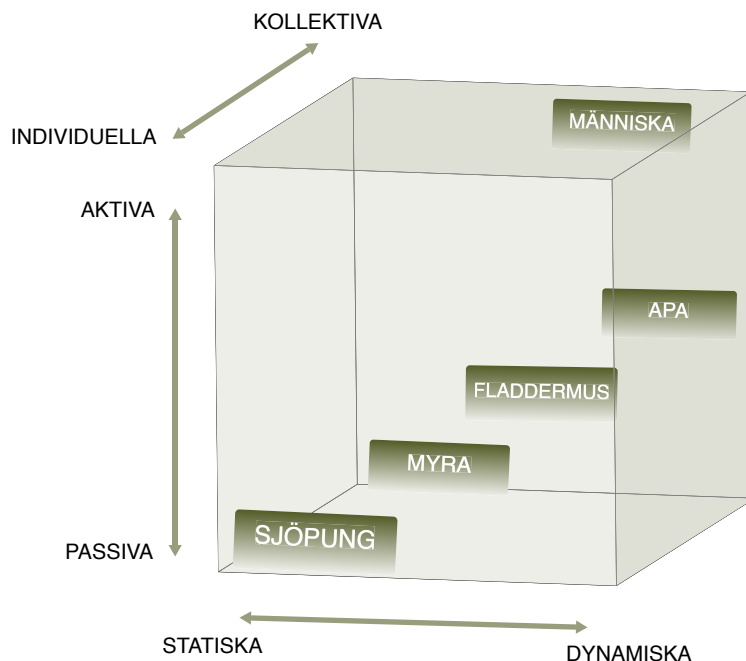 KOLLEKTIVA
INDIVIDUELLA
MÄNNISKA
AKTIVA
APA
FLADDERMUS
MYRA
SJÖPUNG
PASSIVA
STATISKA
DYNAMISKA